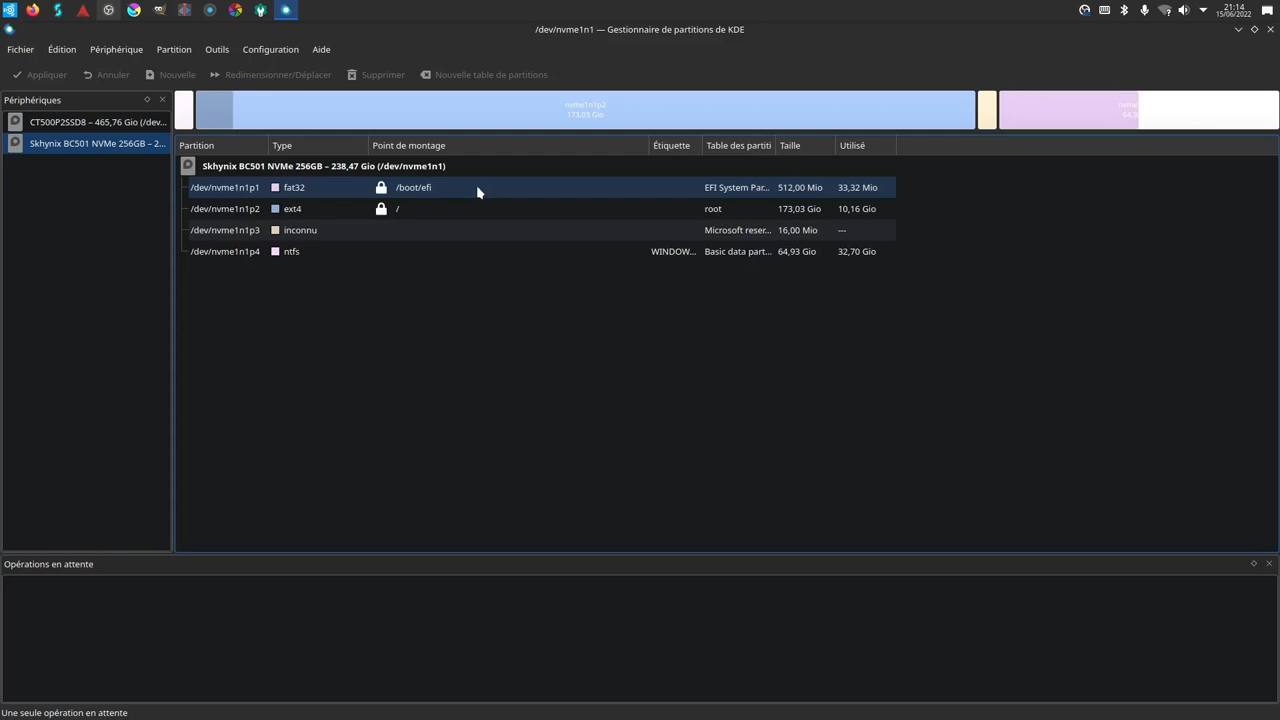 21:14
15/06/2022
/dev/nvme1n1 — Gestionnaire de partitions de KDE
Fichier Édition Périphérique Partition Outils Configuration Aide
Appliquer Annuler Nouvelle Redimensionner/Déplacer Supprimer Nouvelle table de partitions
Périphériques
CT500P2SSD8 – 465,76 Gio (/dev...
Skhynix BC501 NVMe 256GB – 2...
nvme1n1p2
173,03 Gio
nvme
64,9
Partition Type Point de montage Étiquette Table des parti Taille Utilisé
Skhynix BC501 NVMe 256GB – 238,47 Gio (/dev/nvme1n1)
/dev/nvme1n1p1 fat32 /boot/efi EFI System Par... 512,00 Mio 33,32 Mio
/dev/nvme1n1p2 ext4 / root 173,03 Gio 10,16 Gio
/dev/nvme1n1p3 inconnu Microsoft reser... 16,00 Mio ---
/dev/nvme1n1p4 ntfs WINDOW... Basic data part... 64,93 Gio 32,70 Gio
Opérations en attente
Une seule opération en attente